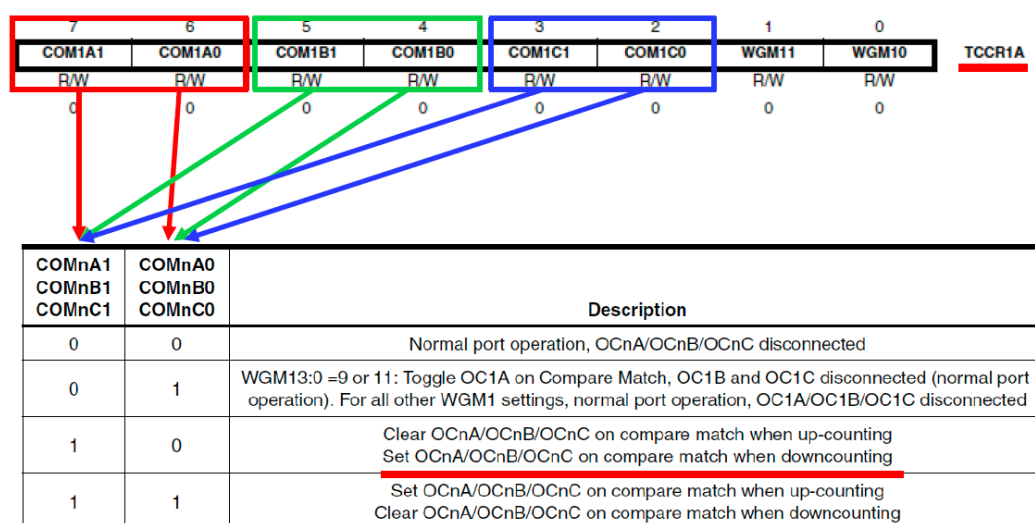 7 6 5 4 3 2 1 0
COM1A1 COM1A0 COM1B1 COM1B0 COM1C1 COM1C0 WGM11 WGM10 TCCR1A
R/W R/W R/W R/W R/W R/W R/W R/W
0 0 0 0 0 0 0 0
COMnA1 COMnA0
COMnB1 COMnB0
COMnC1 COMnC0 Description
0 0 Normal port operation, OCnA/OCnB/OCnC disconnected
0 1 WGM13:0 =9 or 11: Toggle OC1A on Compare Match, OC1B and OC1C disconnected (normal port
operation). For all other WGM1 settings, normal port operation, OC1A/OC1B/OC1C disconnected
1 0 Clear OCnA/OCnB/OCnC on compare match when up-counting
Set OCnA/OCnB/OCnC on compare match when downcounting
1 1 Set OCnA/OCnB/OCnC on compare match when up-counting
Clear OCnA/OCnB/OCnC on compare match when downcounting